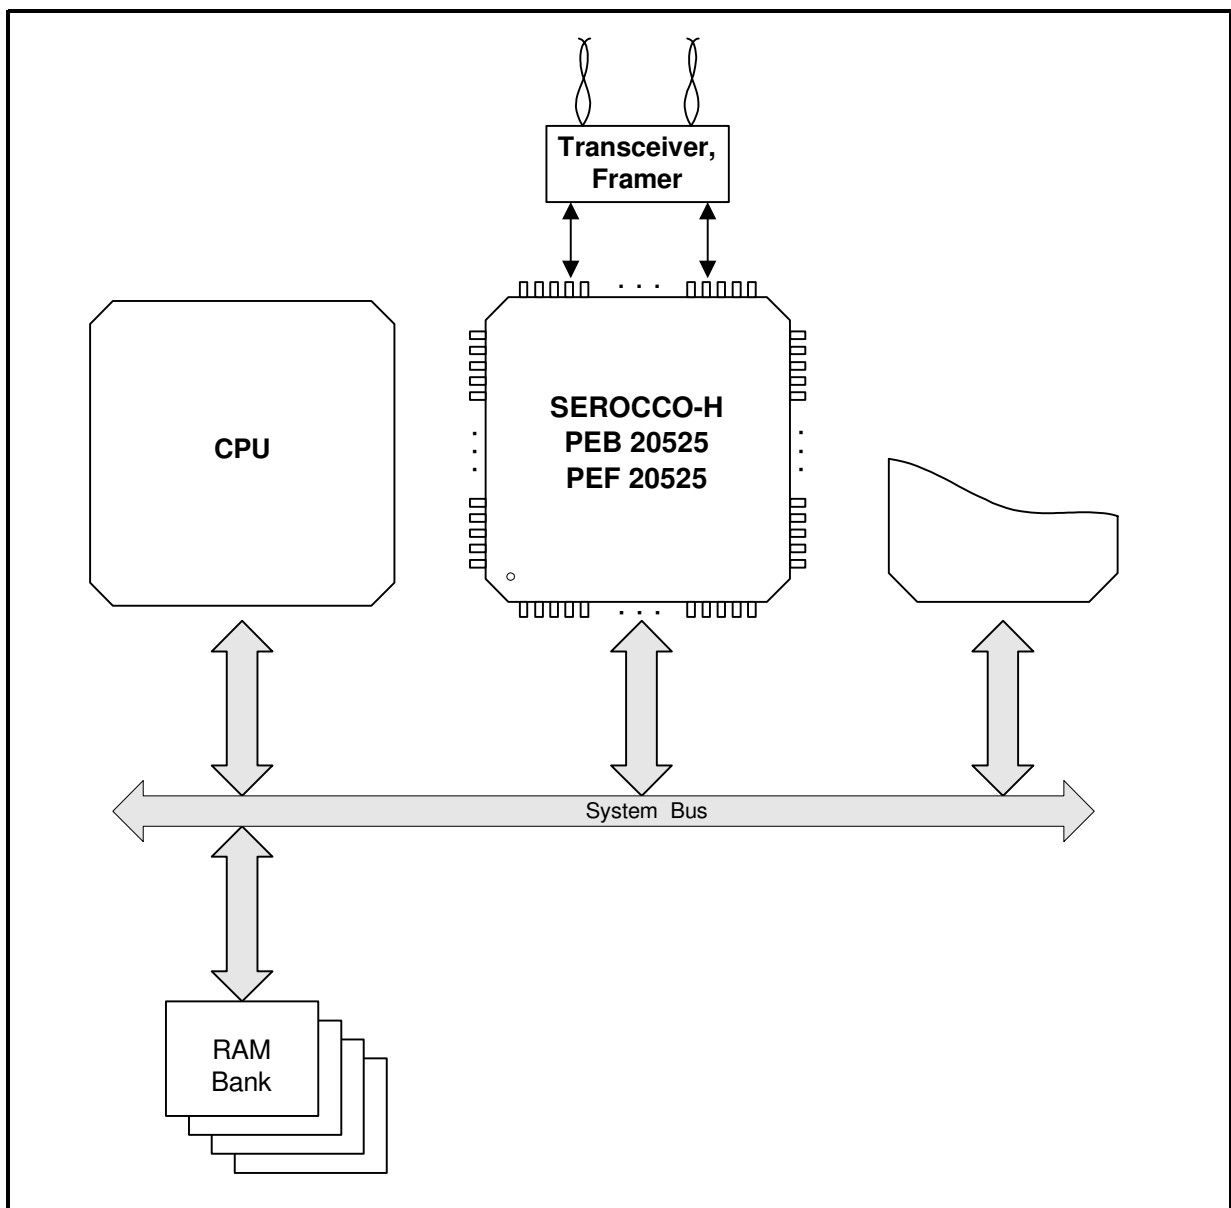 Transceiver,
Framer
CPU
SEROCCO-H
PEB 20525
PEF 20525
System Bus
RAM
Bank